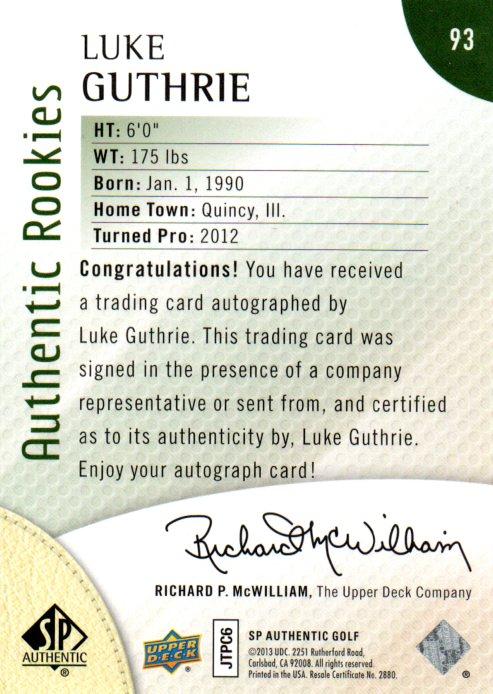 93
LUKE
GUTHRIE
Authentic Rookies
HT: 6'0"
WT: 175 lbs
Born: Jan. 1, 1990
Home Town: Quincy, Ill.
Turned Pro: 2012
Congratulations! You have received
a trading card autographed by
Luke Guthrie. This trading card was
signed in the presence of a company
representative or sent from, and certified
as to its authenticity by, Luke Guthrie.
Enjoy your autograph card!
Richard McWilliam
RICHARD P. McWILLIAM, The Upper Deck Company
SP
AUTHENTIC
®
JTPC6
UPPER
D·E·C·K
®
SP AUTHENTIC GOLF
©2013 UDC. 2251 Rutherford Road,
Carlsbad, CA 92008. All rights reserved.
Printed in the USA. Resale Certificate No. 2880.
®